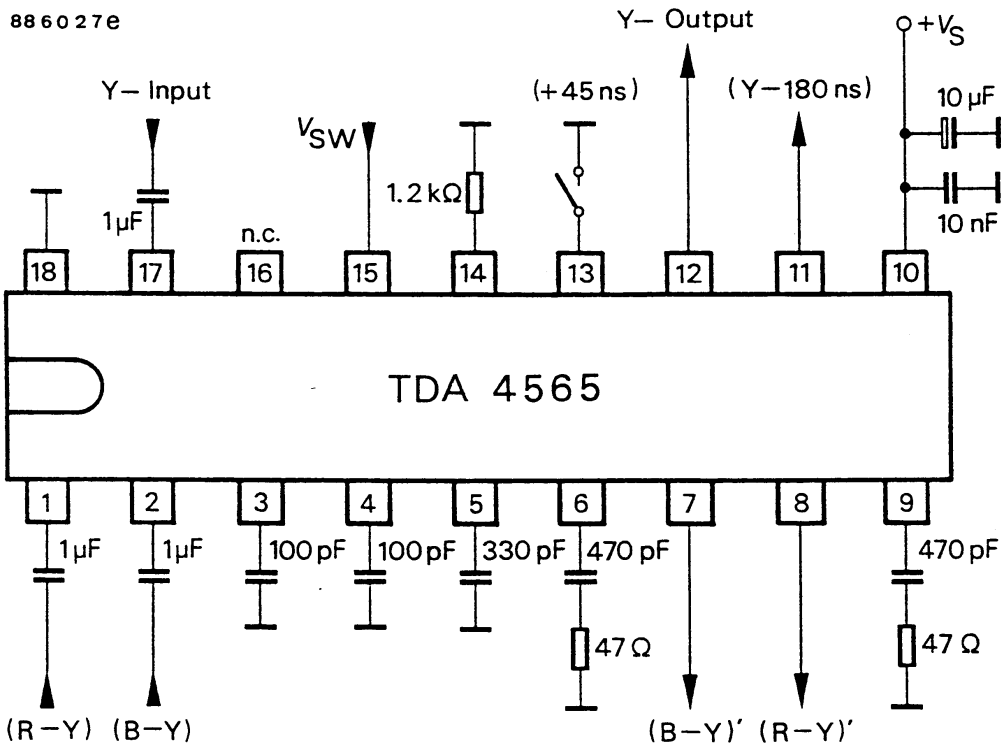 886027e
Y– Output
+VS
Y– Input
(+45 ns)
(Y–180 ns)
10 µF
VSW
1.2 kΩ
1µF
10 nF
n.c.
18
17
16
15
14
13
12
11
10
TDA 4565
1
2
3
4
5
6
7
8
9
1µF
1µF
100 pF
100 pF
330 pF
470 pF
470 pF
47 Ω
47 Ω
(R–Y)
(B–Y)
(B–Y)′
(R–Y)′